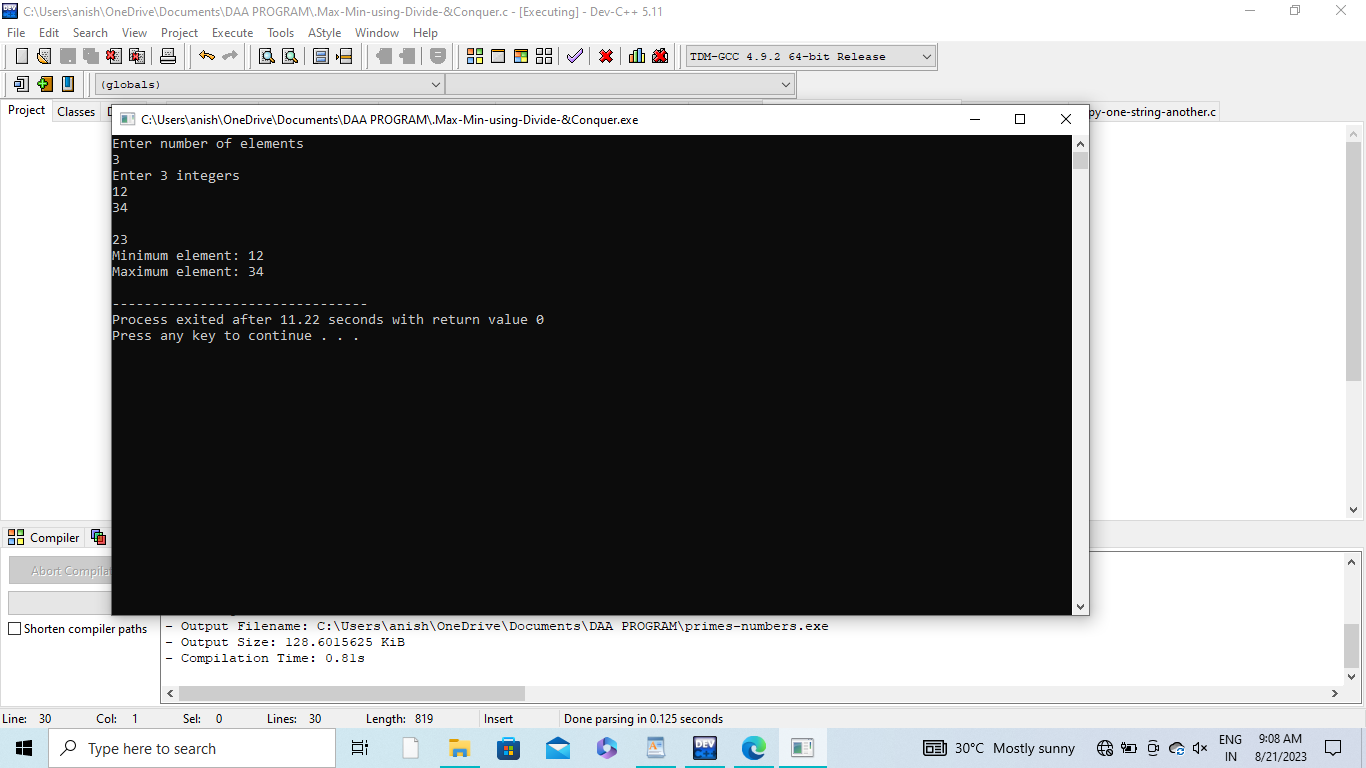 C:\Users\anish\OneDrive\Documents\DAA PROGRAM\.Max-Min-using-Divide-&Conquer.c - [Executing] - Dev-C++ 5.11
File Edit Search View Project Execute Tools AStyle Window Help
TDM-GCC 4.9.2 64-bit Release
(globals)
Project Classes py-one-string-another.c
C:\Users\anish\OneDrive\Documents\DAA PROGRAM\.Max-Min-using-Divide-&Conquer.exe
Enter number of elements
3
Enter 3 integers
12
34
23
Minimum element: 12
Maximum element: 34
--------------------------------
Process exited after 11.22 seconds with return value 0
Press any key to continue . . .
Compiler
Abort Compilat
Shorten compiler paths
- Output Filename: C:\Users\anish\OneDrive\Documents\DAA PROGRAM\primes-numbers.exe
- Output Size: 128.6015625 KiB
- Compilation Time: 0.81s
Line: 30 Col: 1 Sel: 0 Lines: 30 Length: 819 Insert Done parsing in 0.125 seconds
Type here to search
DEV
30°C Mostly sunny
ENG
IN
9:08 AM
8/21/2023